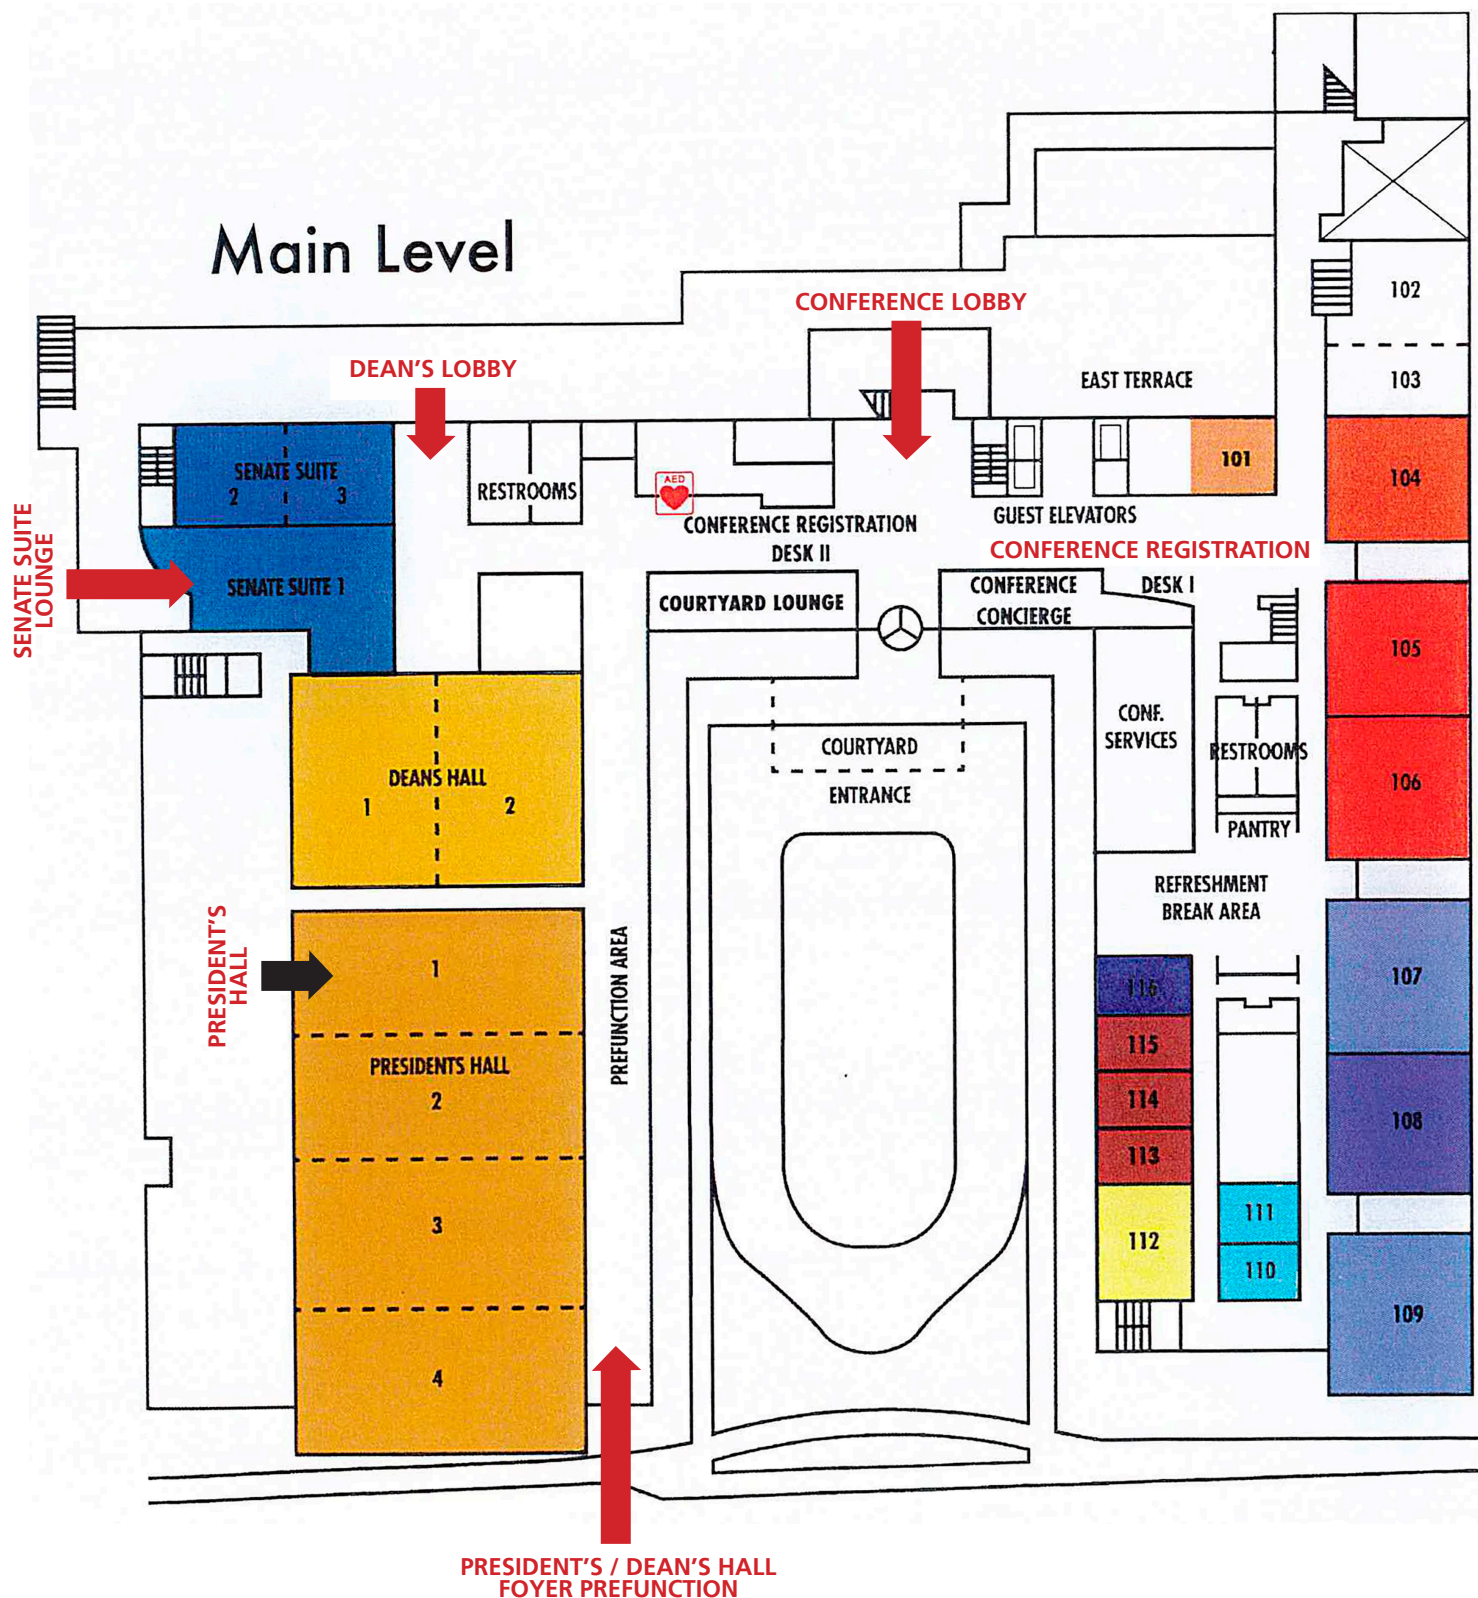 Main Level
CONFERENCE LOBBY
DEAN'S LOBBY
EAST TERRACE
102
103
SENATE SUITE
2
3
RESTROOMS
AED
101
104
CONFERENCE REGISTRATION
DESK II
GUEST ELEVATORS
CONFERENCE REGISTRATION
DESK I
SENATE SUITE
LOUNGE
SENATE SUITE 1
COURTYARD LOUNGE
CONFERENCE
CONCIERGE
105
CONF.
SERVICES
RESTROOMS
106
COURTYARD
ENTRANCE
DEANS HALL
1
2
PANTRY
REFRESHMENT
BREAK AREA
PRESIDENT'S
HALL
1
PREFUNCTION AREA
116
107
115
PRESIDENTS HALL
2
114
108
113
3
112
111
110
109
4
PRESIDENT'S / DEAN'S HALL
FOYER PREFUNCTION